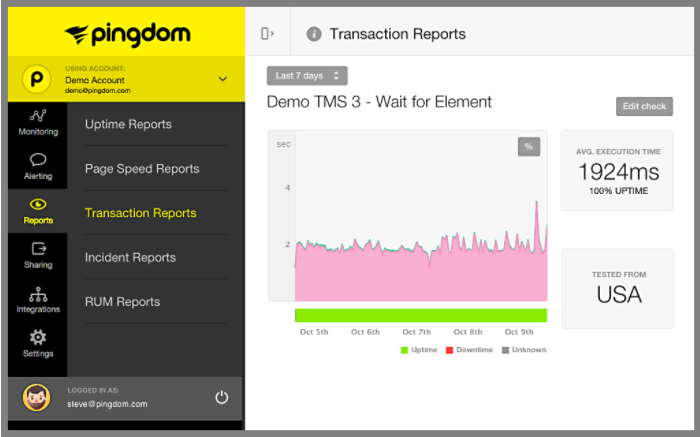 pingdom
USING ACCOUNT:
Demo Account
demo@pingdom.com
Monitoring
Alerting
Reports
Sharing
Integrations
Settings
Uptime Reports
Page Speed Reports
Transaction Reports
Incident Reports
RUM Reports
LOGGED IN AS:
steve@pingdom.com
Transaction Reports
Last 7 days
Demo TMS 3 - Wait for Element
Edit check
sec
%
4
2
Oct 5th Oct 6th Oct 7th Oct 8th Oct 9th
Uptime Downtime Unknown
AVG. EXECUTION TIME
1924ms
100% UPTIME
TESTED FROM
USA